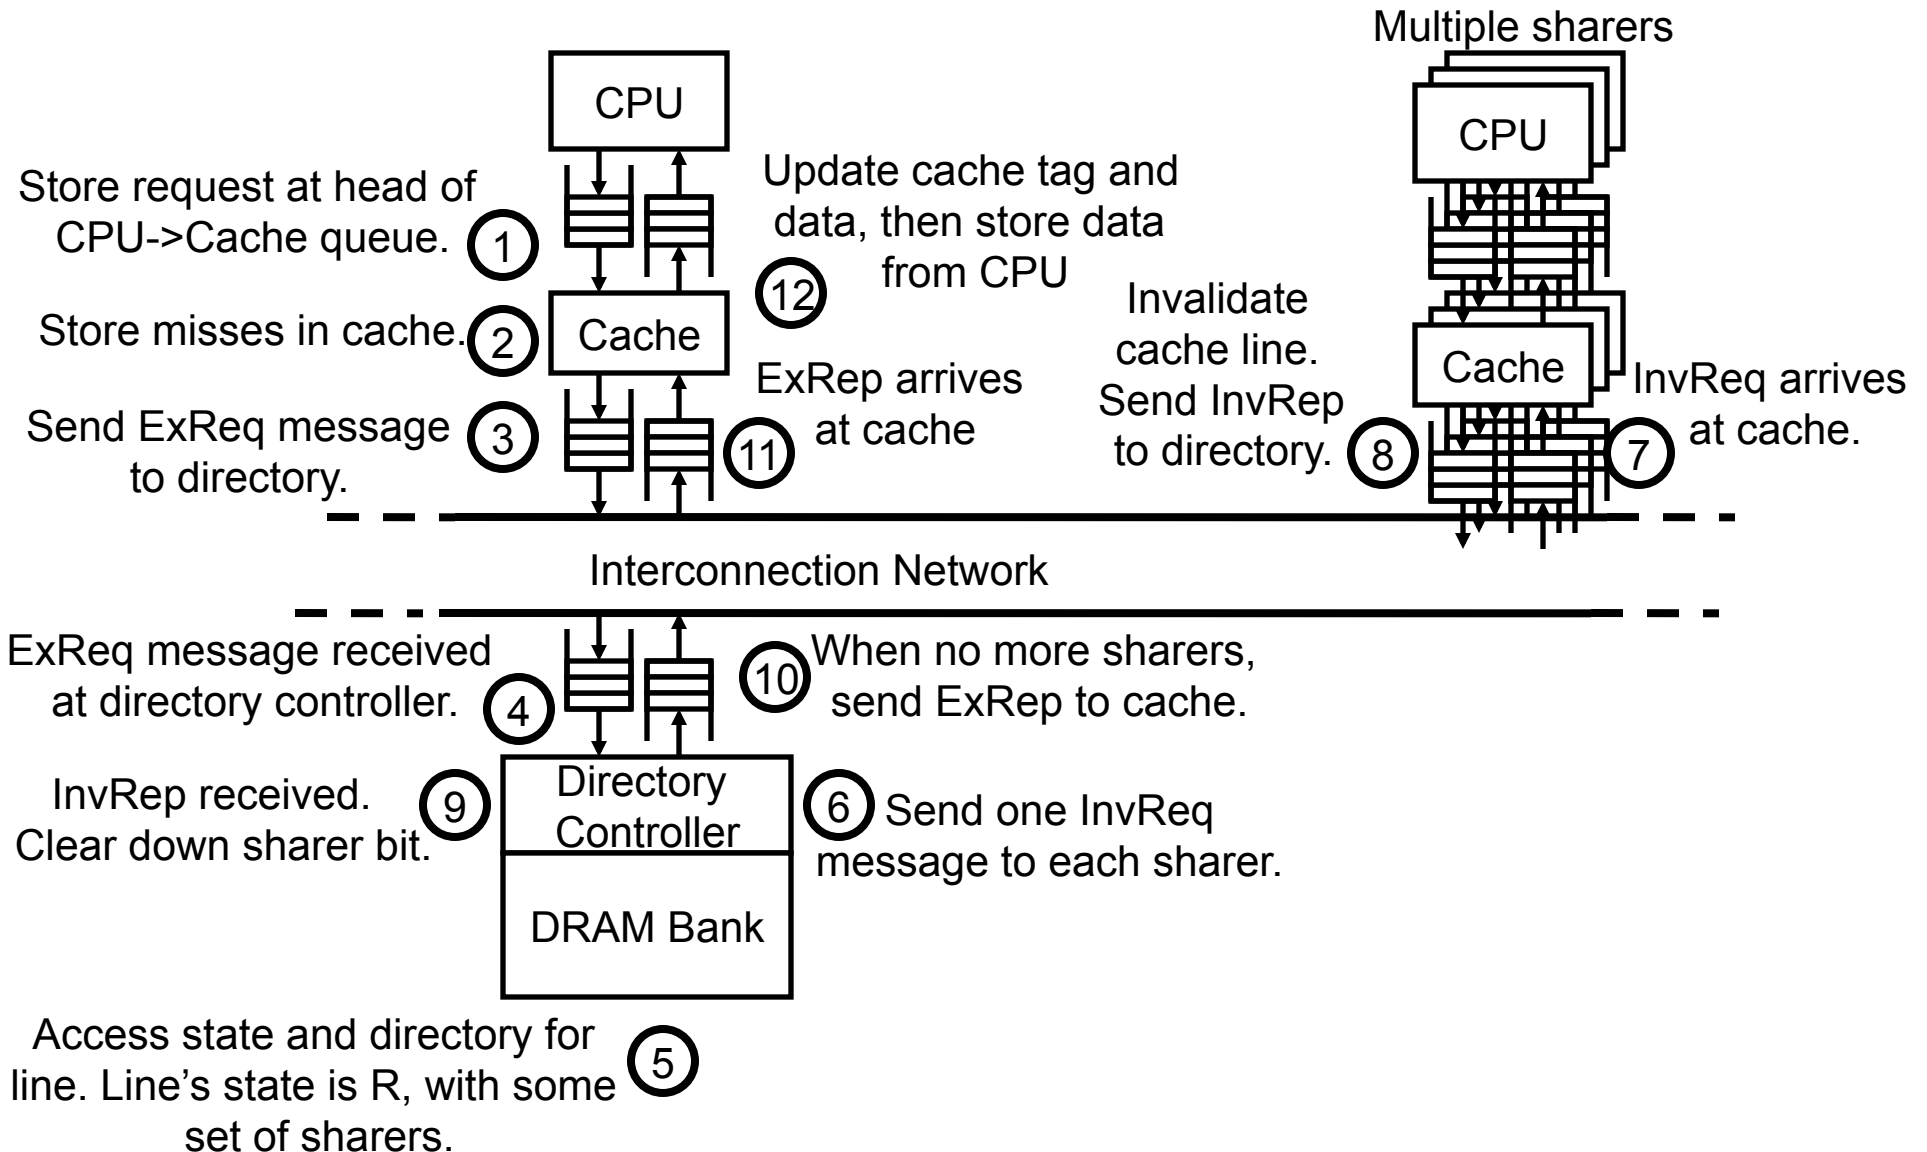 Multiple sharers
CPU
CPU
Store request at head of
CPU->Cache queue.
1
Update cache tag and
data, then store data
from CPU
12
Store misses in cache.
2
Cache
Send ExReq message
to directory.
3
ExRep arrives
at cache
11
Invalidate
cache line.
Send InvRep
to directory.
8
Cache
InvReq arrives
at cache.
7
Interconnection Network
ExReq message received
at directory controller.
4
10
When no more sharers,
send ExRep to cache.
InvRep received.
Clear down sharer bit.
9
Directory
Controller
6
Send one InvReq
message to each sharer.
DRAM Bank
Access state and directory for
line. Line’s state is R, with some
set of sharers.
5